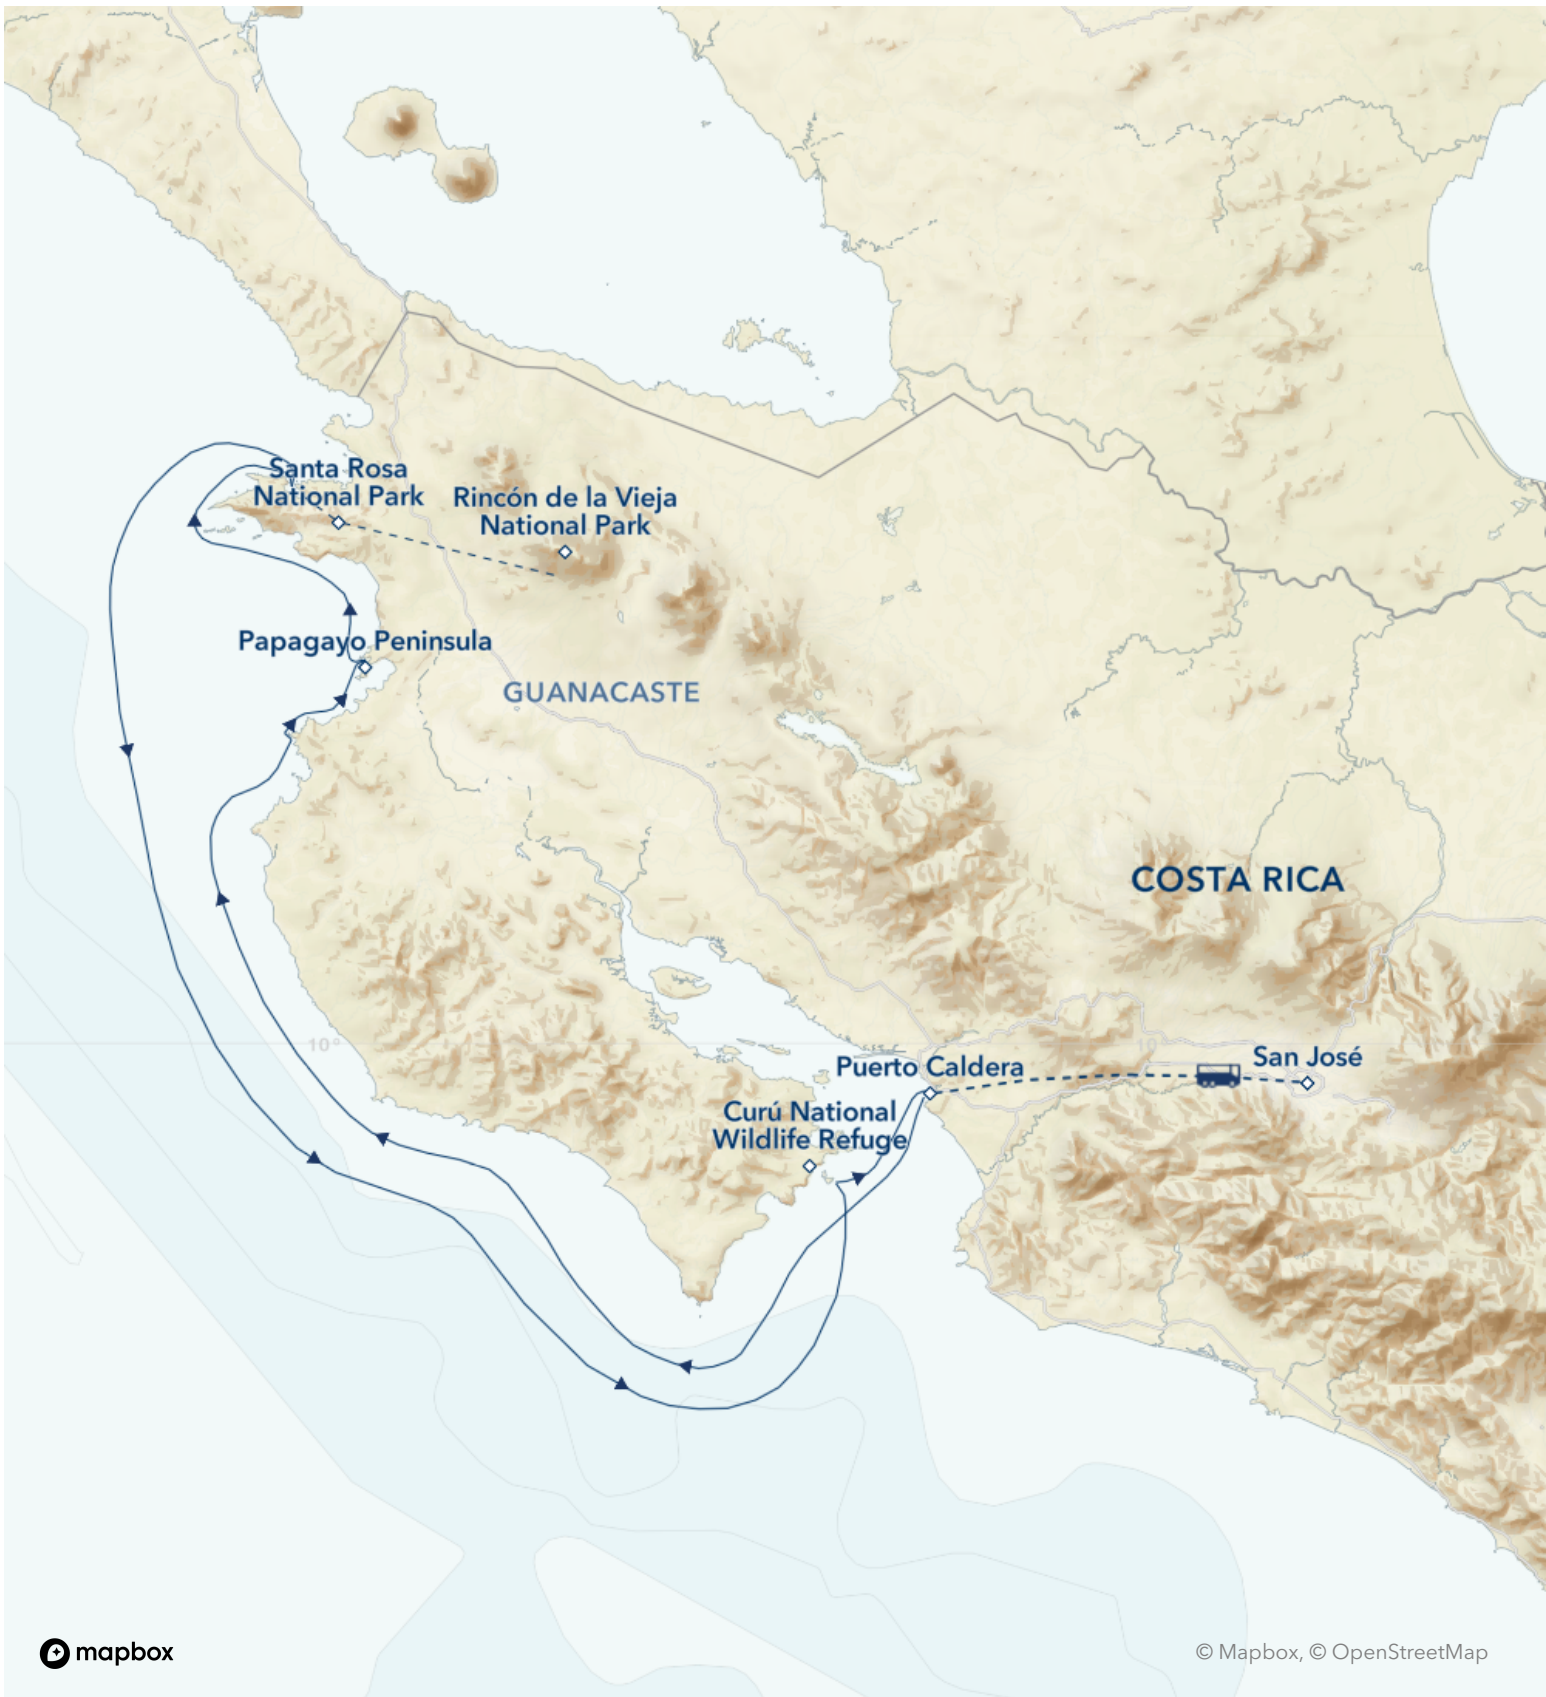 Santa Rosa
National Park
Rincón de la Vieja
National Park
Papagayo Peninsula
GUANACASTE
COSTA RICA
10°
10°
San José
Puerto Caldera
Curú National
Wildlife Refuge
mapbox
© Mapbox, © OpenStreetMap